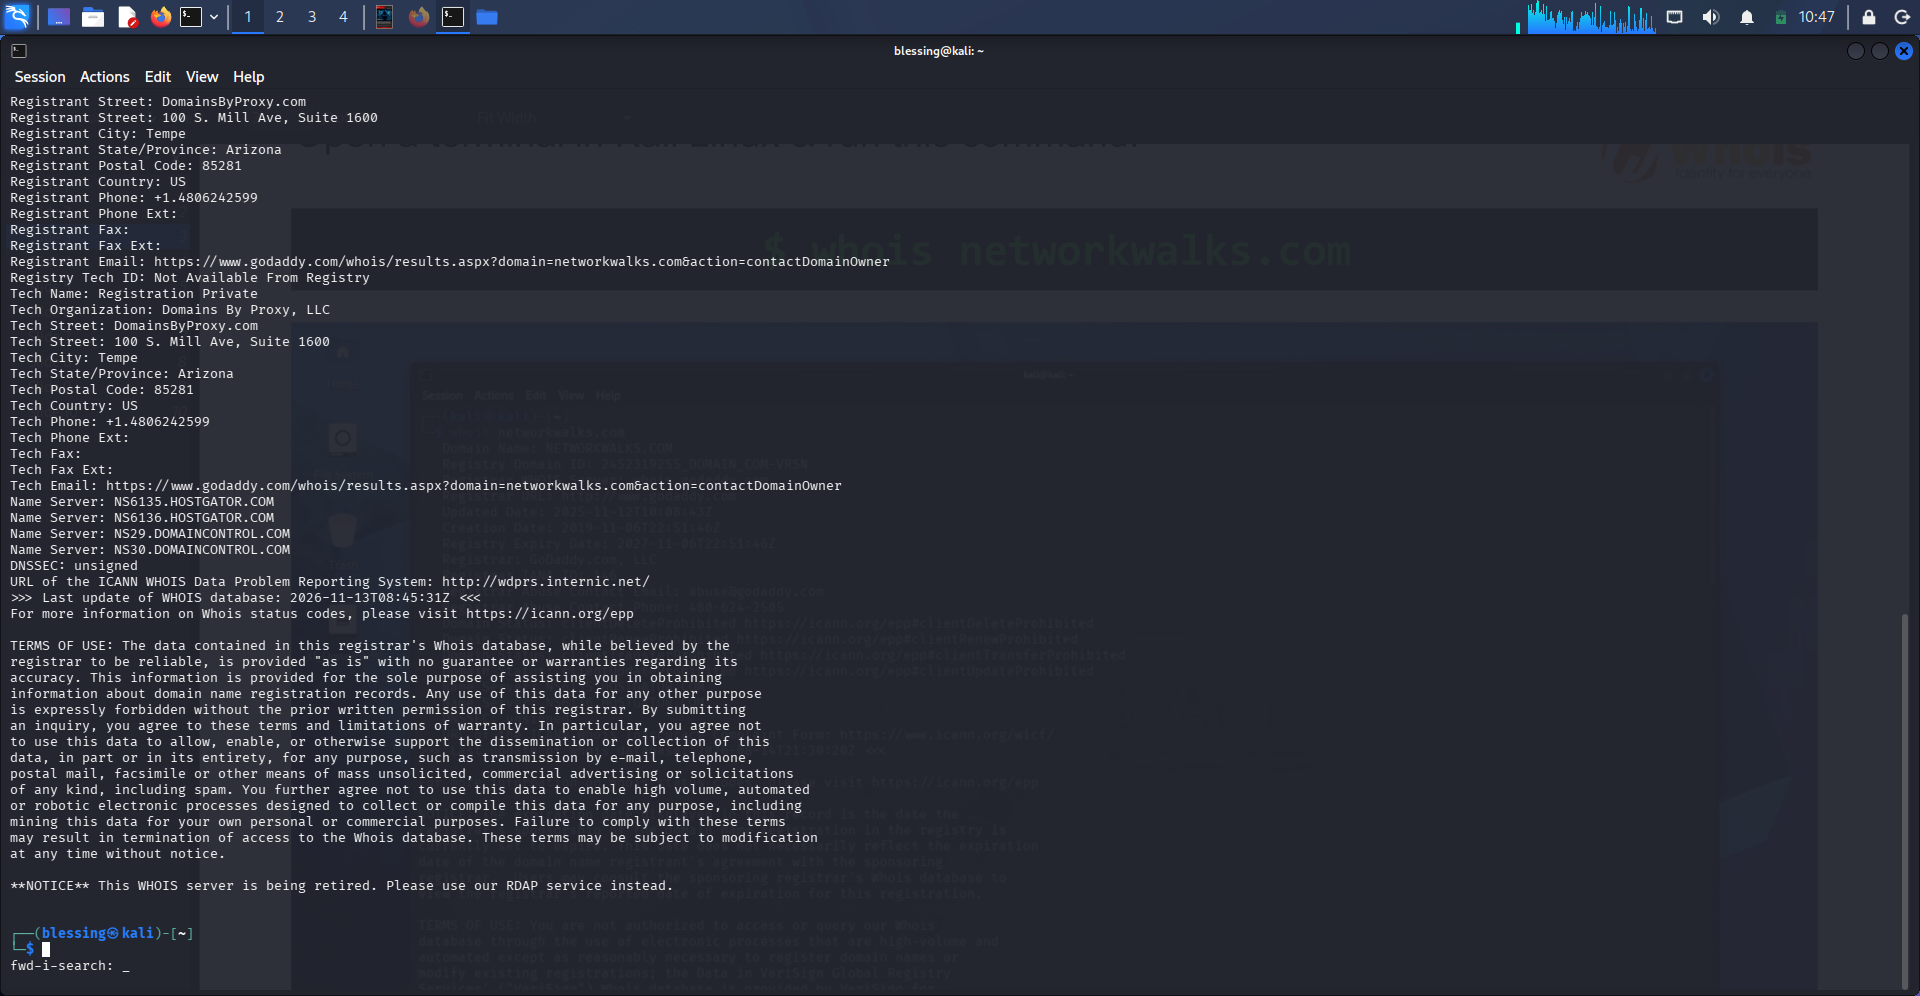 1 2 3 4
10:47
blessing@kali: ~
Session Actions Edit View Help
Registrant Street: DomainsByProxy.com
Registrant Street: 100 S. Mill Ave, Suite 1600
Registrant City: Tempe
Registrant State/Province: Arizona
Registrant Postal Code: 85281
Registrant Country: US
Registrant Phone: +1.4806242599
Registrant Phone Ext:
Registrant Fax:
Registrant Fax Ext:
Registrant Email: https://www.godaddy.com/whois/results.aspx?domain=networkwalks.com&action=contactDomainOwner
Registry Tech ID: Not Available From Registry
Tech Name: Registration Private
Tech Organization: Domains By Proxy, LLC
Tech Street: DomainsByProxy.com
Tech Street: 100 S. Mill Ave, Suite 1600
Tech City: Tempe
Tech State/Province: Arizona
Tech Postal Code: 85281
Tech Country: US
Tech Phone: +1.4806242599
Tech Phone Ext:
Tech Fax:
Tech Fax Ext:
Tech Email: https://www.godaddy.com/whois/results.aspx?domain=networkwalks.com&action=contactDomainOwner
Name Server: NS6135.HOSTGATOR.COM
Name Server: NS6136.HOSTGATOR.COM
Name Server: NS29.DOMAINCONTROL.COM
Name Server: NS30.DOMAINCONTROL.COM
DNSSEC: unsigned
URL of the ICANN WHOIS Data Problem Reporting System: http://wdprs.internic.net/
>>> Last update of WHOIS database: 2026-11-13T08:45:31Z <<<
For more information on Whois status codes, please visit https://icann.org/epp
TERMS OF USE: The data contained in this registrar's Whois database, while believed by the
registrar to be reliable, is provided "as is" with no guarantee or warranties regarding its
accuracy. This information is provided for the sole purpose of assisting you in obtaining
information about domain name registration records. Any use of this data for any other purpose
is expressly forbidden without the prior written permission of this registrar. By submitting
an inquiry, you agree to these terms and limitations of warranty. In particular, you agree not
to use this data to allow, enable, or otherwise support the dissemination or collection of this
data, in part or in its entirety, for any purpose, such as transmission by e-mail, telephone,
postal mail, facsimile or other means of mass unsolicited, commercial advertising or solicitations
of any kind, including spam. You further agree not to use this data to enable high volume, automated
or robotic electronic processes designed to collect or compile this data for any purpose, including
mining this data for your own personal or commercial purposes. Failure to comply with these terms
may result in termination of access to the Whois database. These terms may be subject to modification
at any time without notice.
**NOTICE** This WHOIS server is being retired. Please use our RDAP service instead.
┌──(blessing㉿kali)-[~]
└─$
fwd-i-search: _
$ whois networkwalks.com